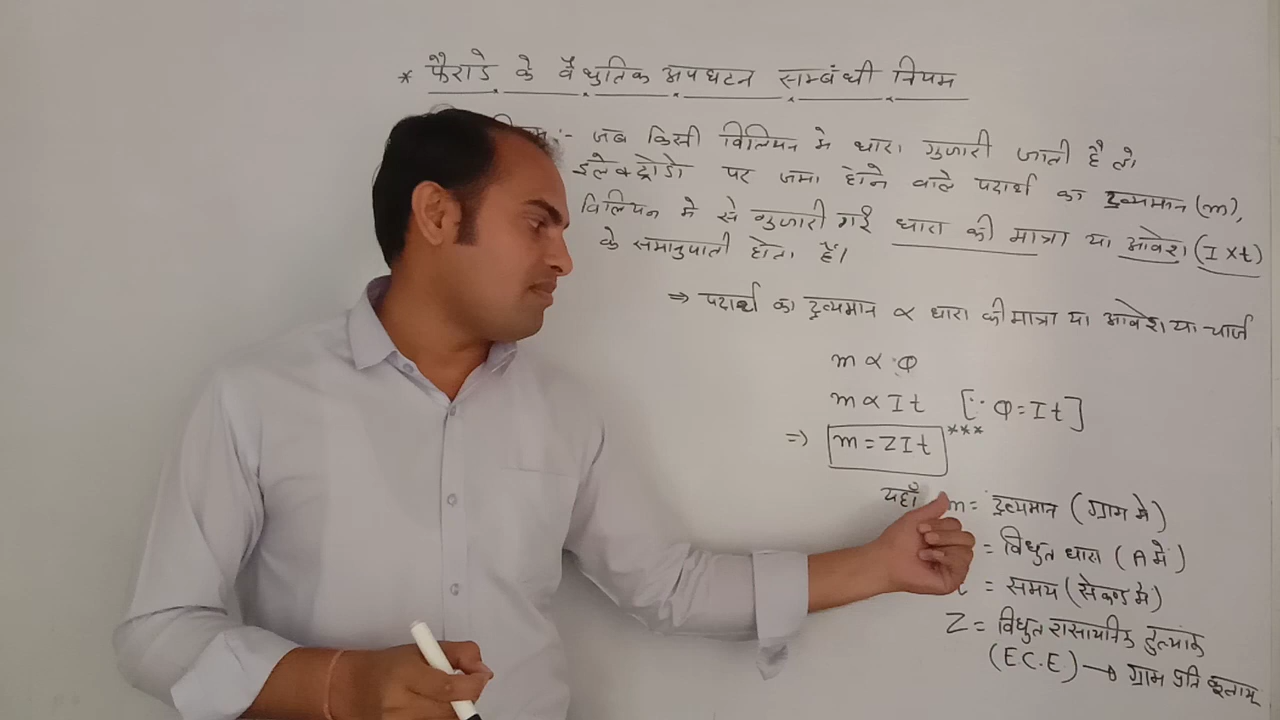 * फैराडे के वैधुतिक अपघटन सम्बंधी नियम
नियम :- जब किसी विलियन मे धारा गुजारी जाती है तो
इलेक्ट्रोडो पर जमा होने वाले पदार्थ का द्रव्यमान (m),
विलियन मे से गुजारी गई धारा की मात्रा या आवेश (I x t)
के समानुपाती होता हैं।
⇒ पदार्थ का द्रव्यमान ∝ धारा की मात्रा या आवेश या चार्ज
m ∝ Q
m ∝ It [∵ Q = It]
⇒ m = ZIt ***
यहाँ m = द्रव्यमान (ग्राम मे)
= विधुत धारा (A में)
= समय (सेकण्ड मे)
Z = विधुत रासायनिक तुल्यांक
(E.C.E) → ग्राम प्रति कूलाम